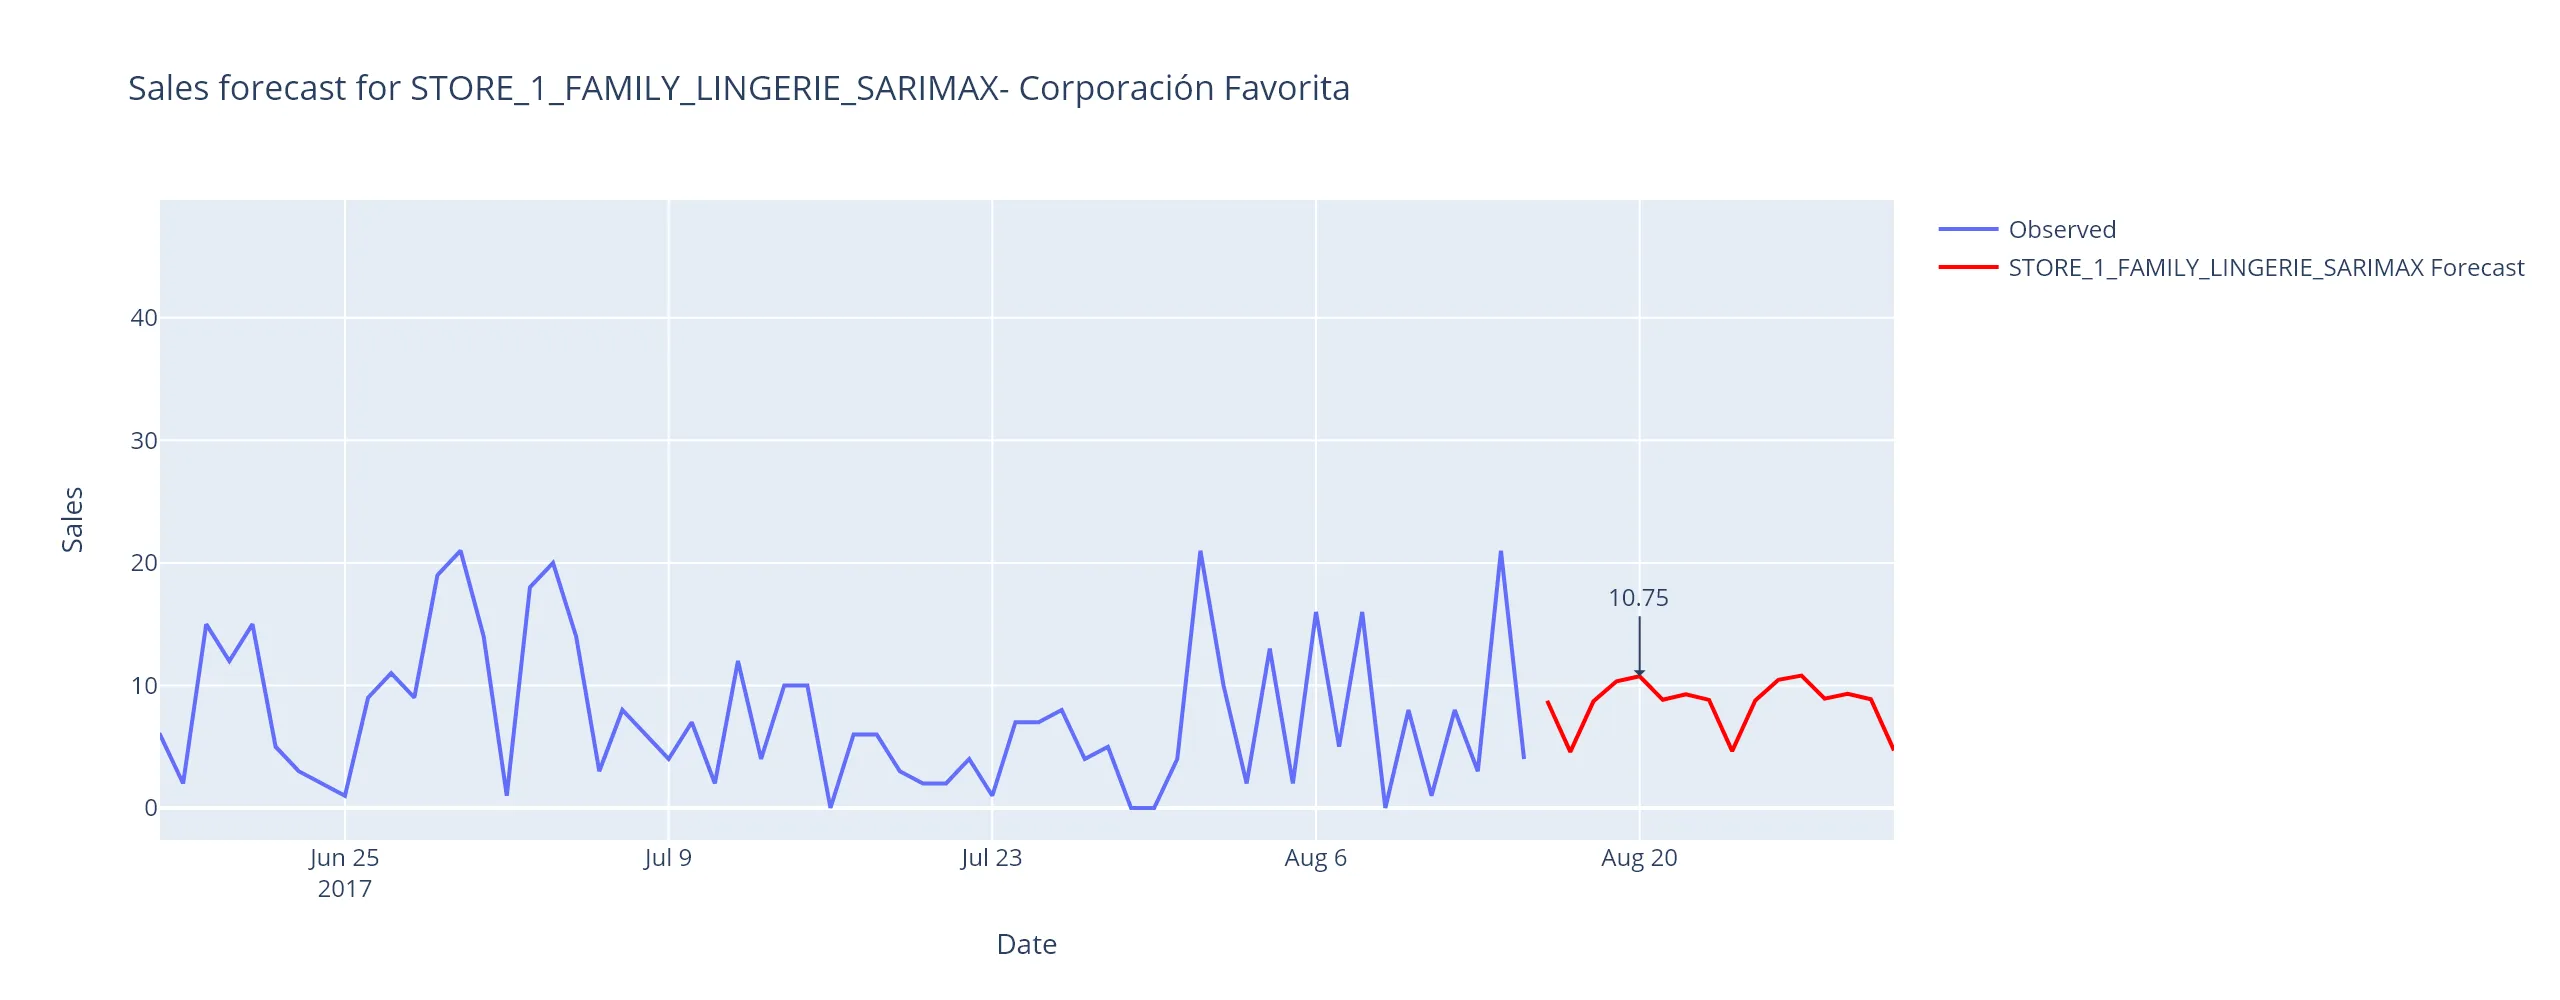 Sales forecast for STORE_1_FAMILY_LINGERIE_SARIMAX- Corporación Favorita
Observed
STORE_1_FAMILY_LINGERIE_SARIMAX Forecast
40
30
20
10
0
Sales
10.75
Jun 25
2017
Jul 9
Jul 23
Aug 6
Aug 20
Date